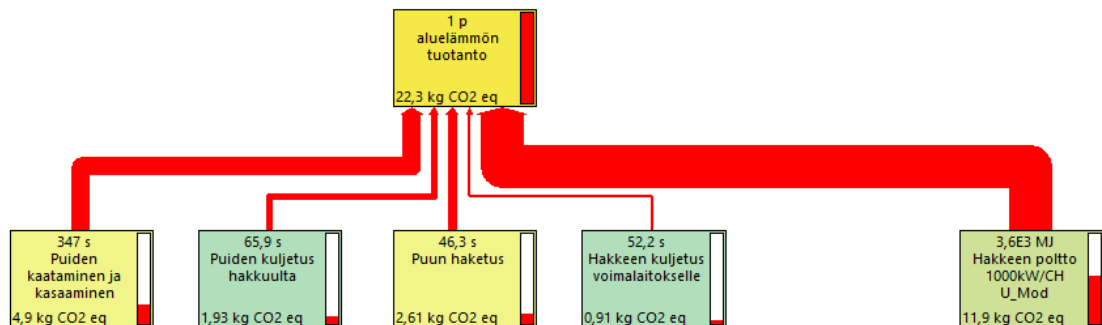 1 p
aluelämmön
tuotanto
22,3 kg CO2 eq
347 s
Puiden
kaataminen ja
kasaaminen
4,9 kg CO2 eq
65,9 s
Puiden kuljetus
hakkuulta
1,93 kg CO2 eq
46,3 s
Puun haketus
2,61 kg CO2 eq
52,2 s
Hakkeen kuljetus
voimalaitokselle
0,91 kg CO2 eq
3,6E3 MJ
Hakkeen poltto
1000kW/CH
U_Mod
11,9 kg CO2 eq